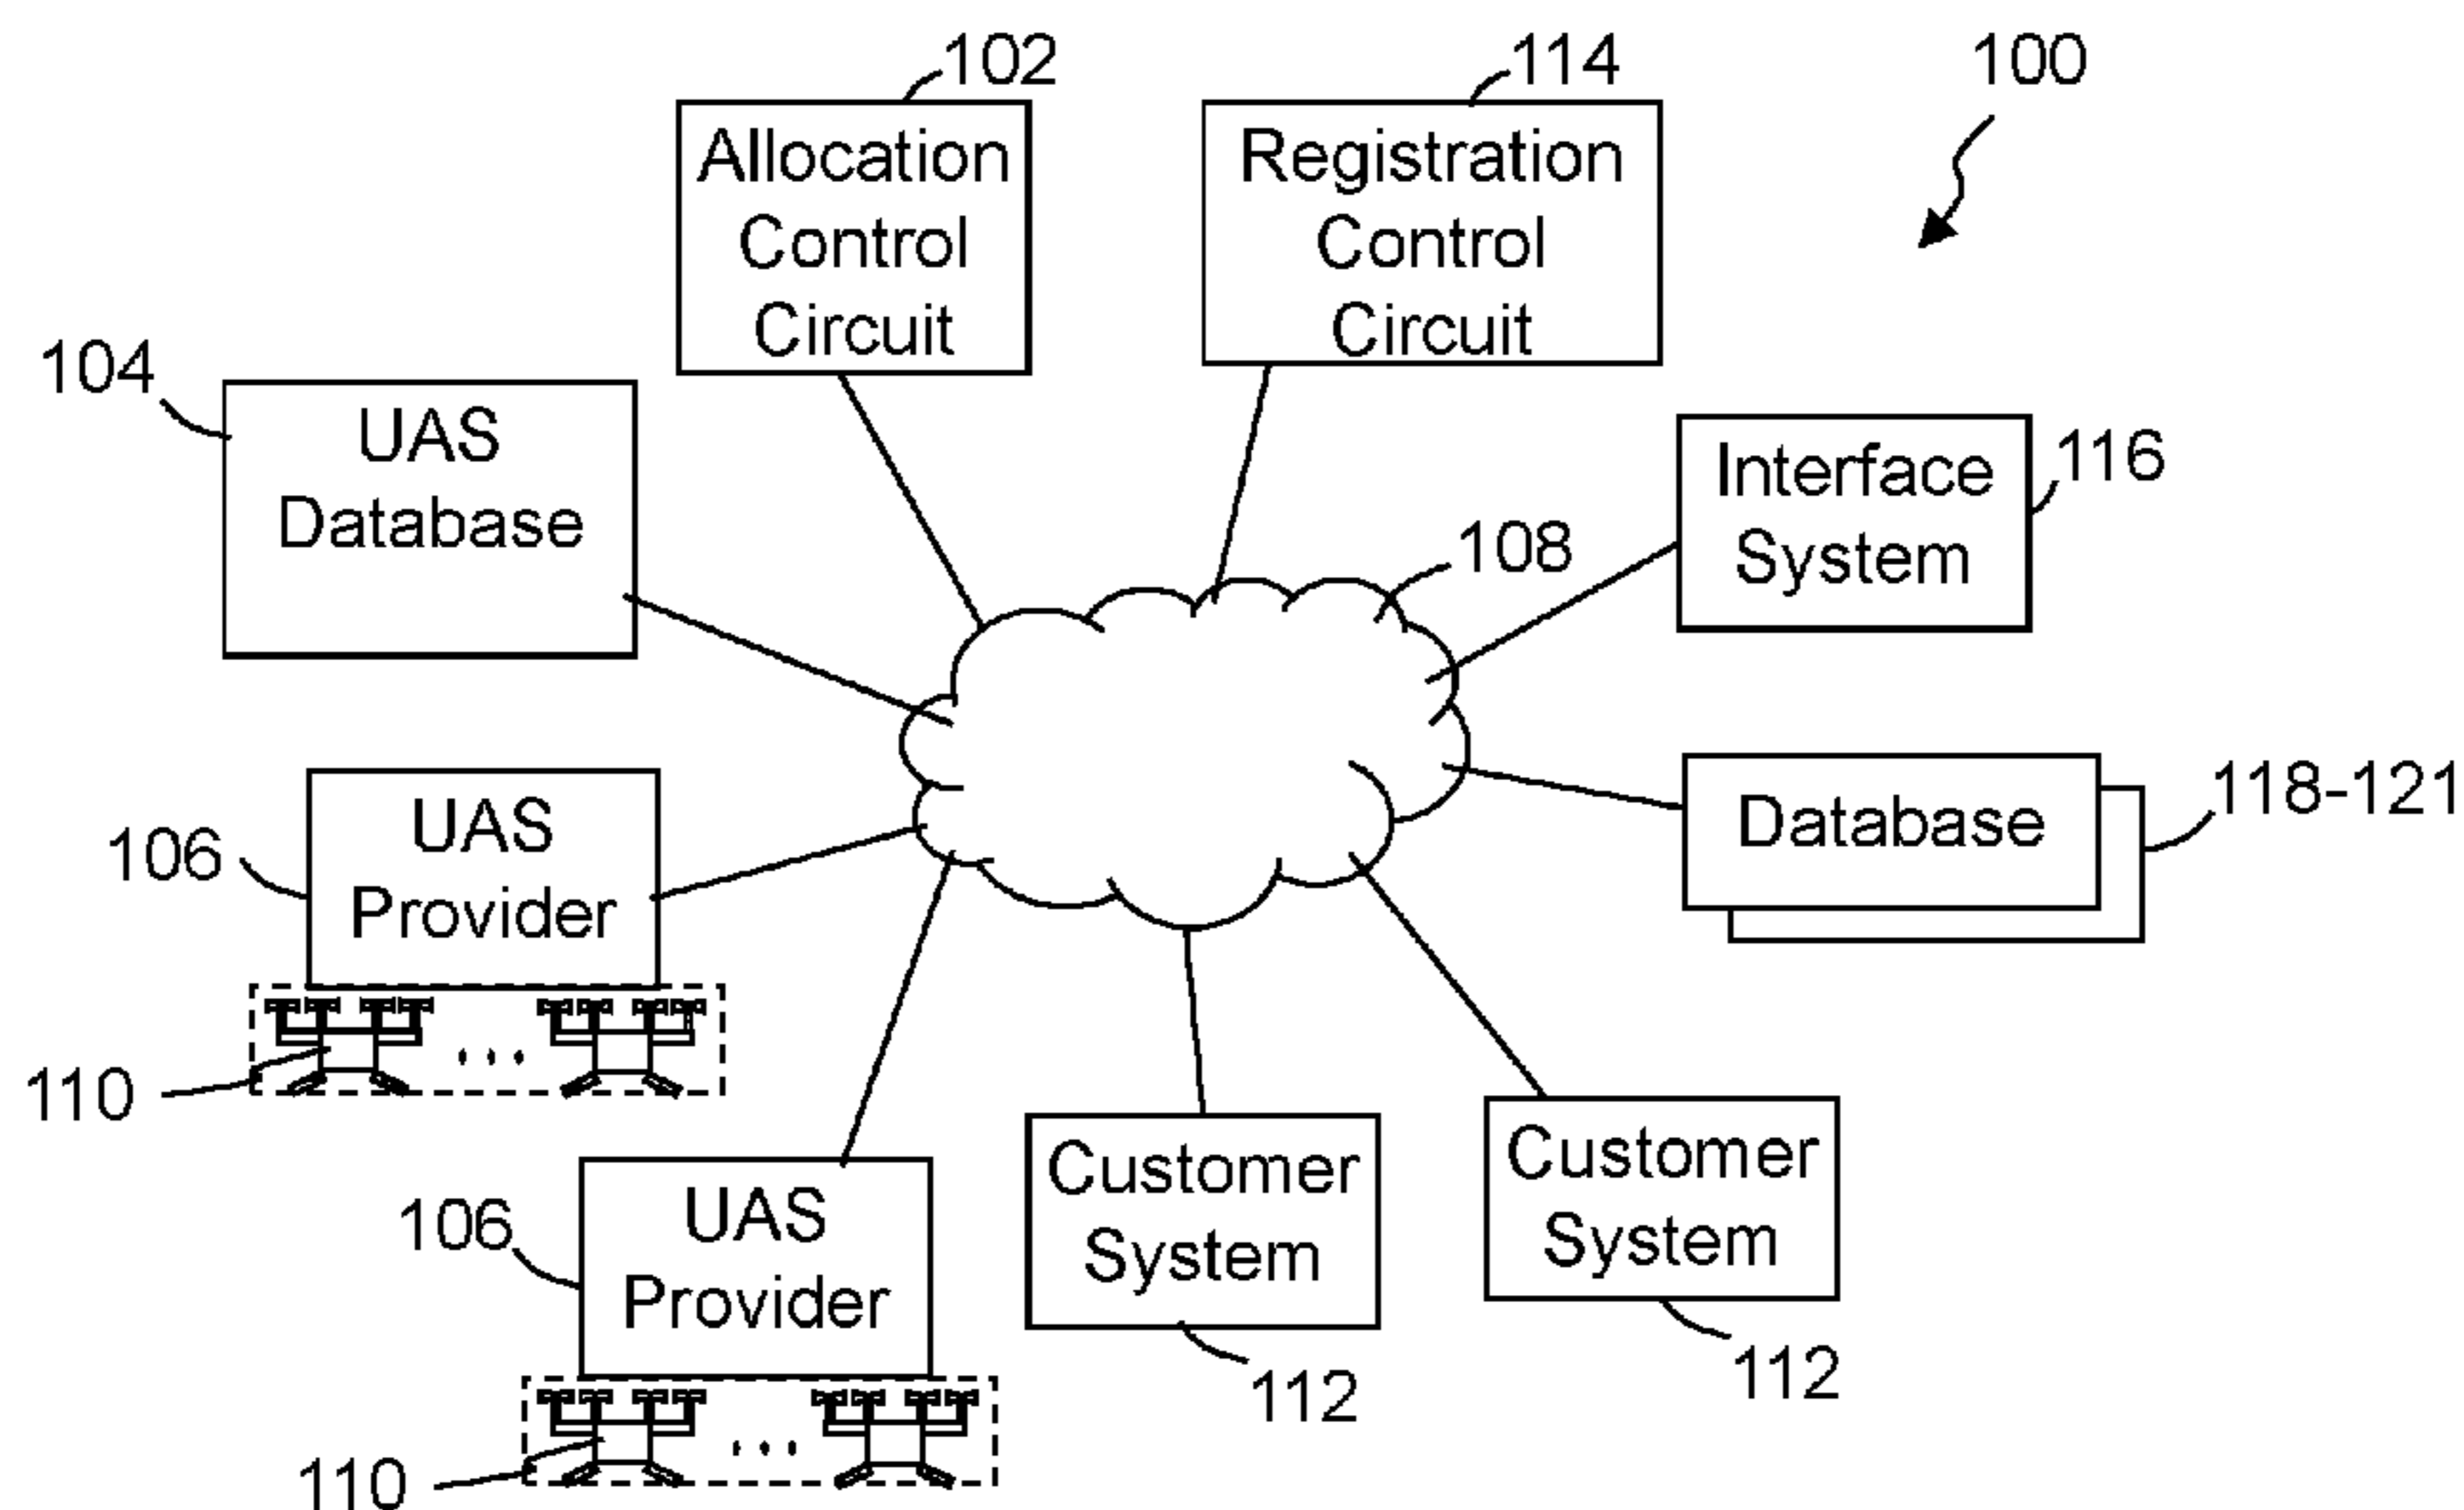 102
114
100
Allocation
Control
Circuit
Registration
Control
Circuit
104
UAS
Database
Interface
System
116
108
106
UAS
Provider
Database
118-121
110
106
UAS
Provider
Customer
System
112
Customer
System
112
110